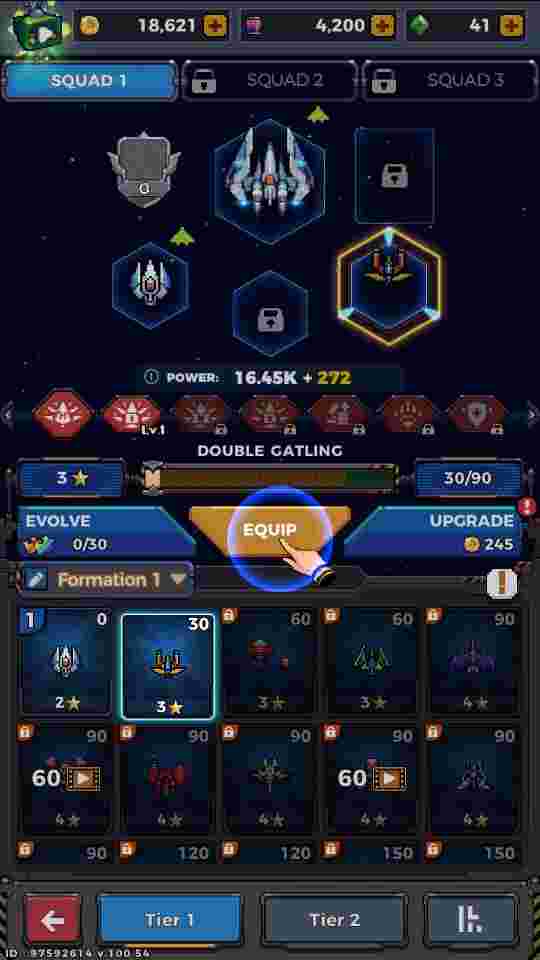 18,621
4,200
41
SQUAD 1
SQUAD 2
SQUAD 3
0
POWER: 16.45K + 272
Lv.1
DOUBLE GATLING
3
30/90
EVOLVE
0/30
EQUIP
UPGRADE
245
Formation 1
1
0
30
60
60
90
2
3
3
3
4
90
90
90
90
90
60
60
4
4
4
4
4
90
120
120
150
150
Tier 1
Tier 2
ID : 97592614 v.100.54